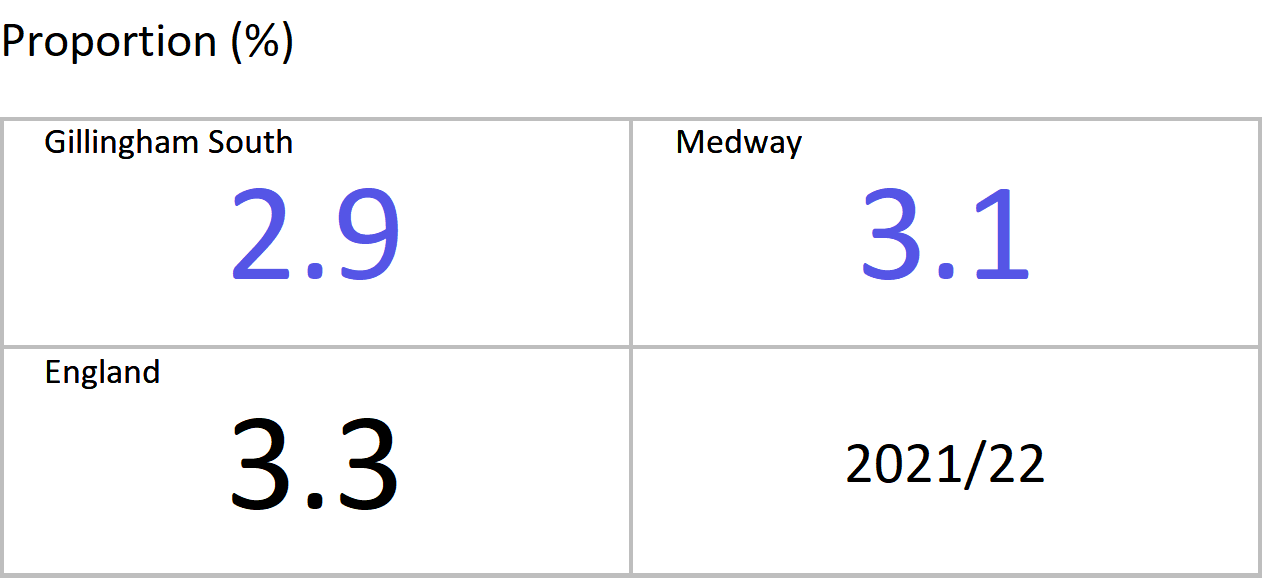 Proportion (%)
Gillingham South
2.9
Medway
3.1
England
3.3
2021/22